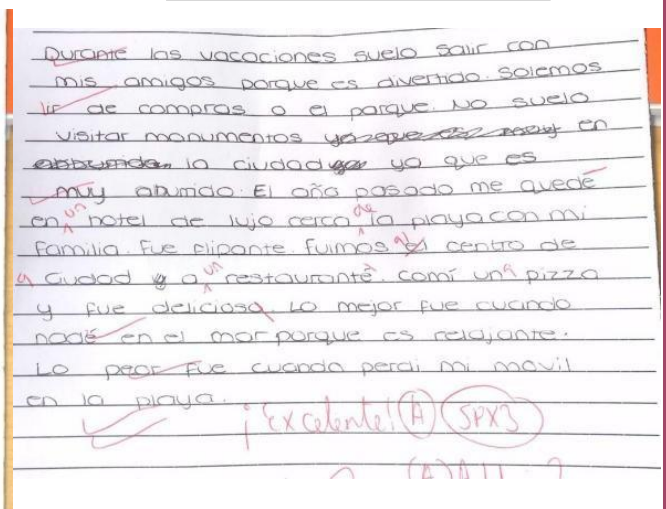 Durante las vacaciones suelo salir con
mis amigos porque es divertido. Solemos
ir de compras o el parque. No suelo
visitar monumentos en
la ciudad ya que es
muy aburrido. El año pasado me quedé
en un hotel de lujo cerca de la playa con mi
familia. Fue flipante. Fuimos al centro de
a ciudad y a un restaurante. Comí una pizza
y fue deliciosa. Lo mejor fue cuando
nadé en el mar porque es relajante.
Lo peor fue cuando perdi mi movil
en la playa.
¡Excelente! A SPX3